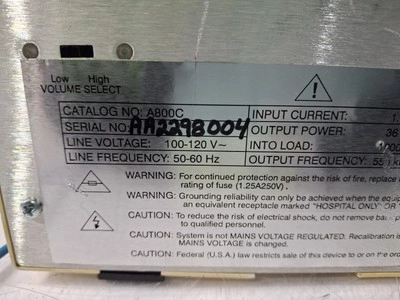 Low High
VOLUME SELECT
CATALOG NO.: A800C
SERIAL NO.: AA2298004
LINE VOLTAGE: 100-120 V~
LINE FREQUENCY: 50-60 Hz
INPUT CURRENT: 1.
OUTPUT POWER: 36
INTO LOAD:
OUTPUT FREQUENCY:
WARNING: For continued protection against the risk of fire, replace
rating of fuse (1.25A250V).
WARNING: Grounding reliability can only be achieved when the equip
an equivalent receptacle marked "HOSPITAL ONLY" OR
CAUTION: To reduce the risk of electrical shock, do not remove
to qualified personnel.
CAUTION: System is not MAINS VOLTAGE REGULATED. Recalibration is
MAINS VOLTAGE is changed.
CAUTION: Federal (U.S.A.) law restricts sale of this device to or on the